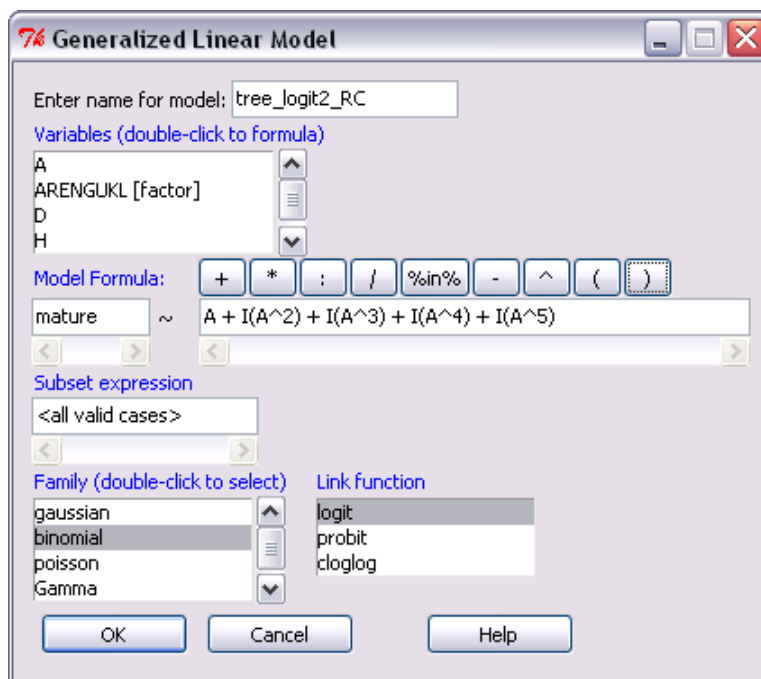 Generalized Linear Model
Enter name for model: tree_logit2_RC
Variables (double-click to formula)
A
ARENGUKL [factor]
D
H
Model Formula: + * : / %in% - ^ ( )
mature ~ A + I(A^2) + I(A^3) + I(A^4) + I(A^5)
Subset expression
<all valid cases>
Family (double-click to select) Link function
gaussian logit
binomial probit
poisson cloglog
Gamma
OK Cancel Help